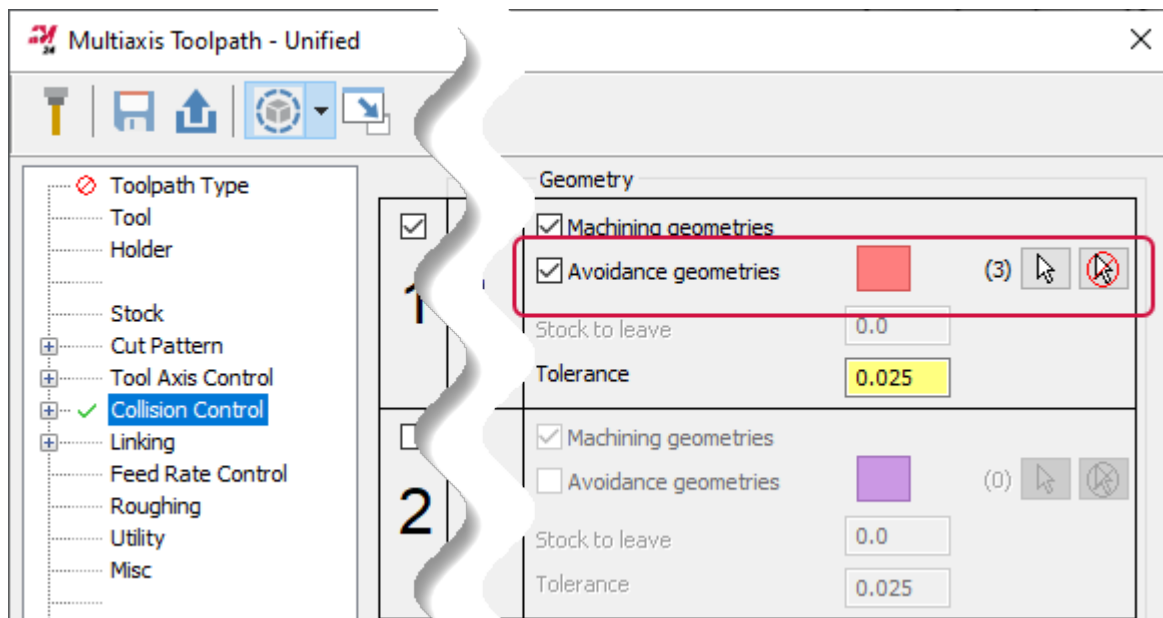 Multiaxis Toolpath - Unified
Toolpath Type
Tool
Holder
Stock
Cut Pattern
Tool Axis Control
Collision Control
Linking
Feed Rate Control
Roughing
Utility
Misc
Geometry
1
Machining geometries
Avoidance geometries (3)
Stock to leave 0.0
Tolerance 0.025
2
Machining geometries
Avoidance geometries (0)
Stock to leave 0.0
Tolerance 0.025